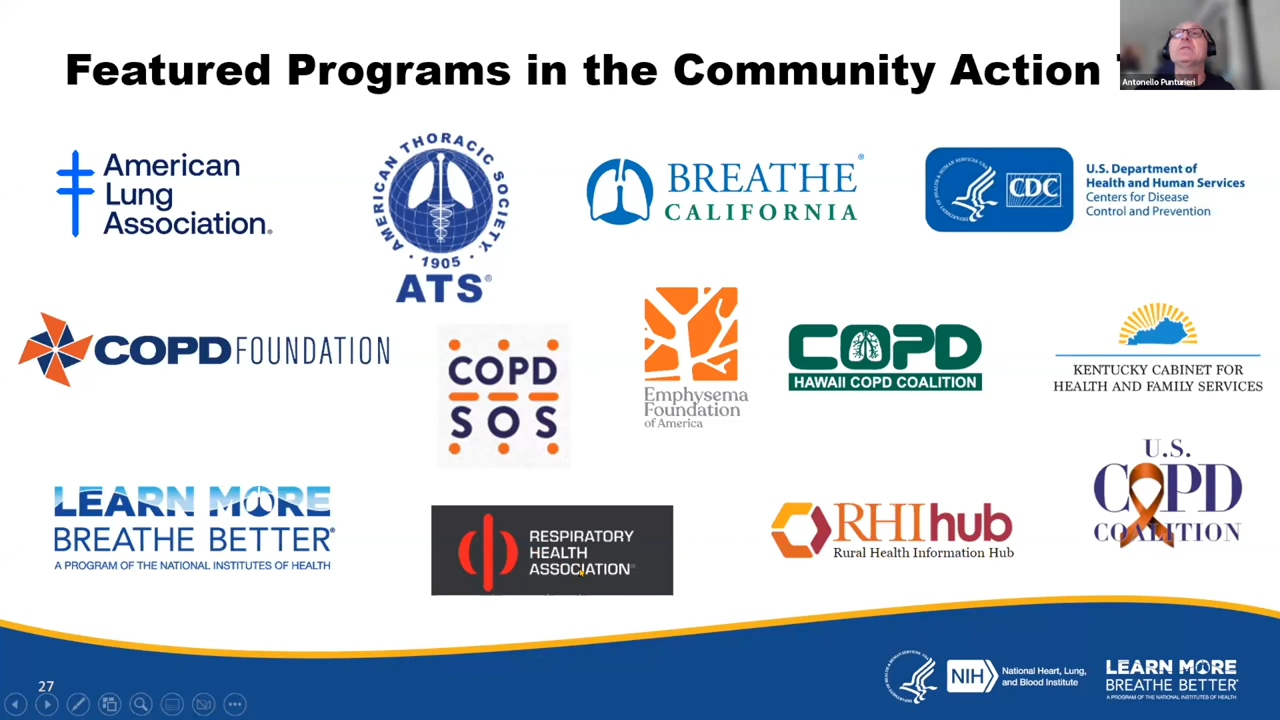 Featured Programs in the Community Action
Antonello Punturieri
American
Lung
Association®
AMERICAN THORACIC SOCIETY
1905
ATS®
BREATHE®
CALIFORNIA
CDC
U.S. Department of
Health and Human Services
Centers for Disease
Control and Prevention
COPD FOUNDATION
COPD
SOS
Emphysema
Foundation
of America
COPD
HAWAII COPD COALITION
KENTUCKY CABINET FOR
HEALTH AND FAMILY SERVICES
LEARN MORE
BREATHE BETTER®
A PROGRAM OF THE NATIONAL INSTITUTES OF HEALTH
RESPIRATORY
HEALTH
ASSOCIATION®
RHIhub
Rural Health Information Hub
U.S.
COPD
COALITION
27
NIH
National Heart, Lung,
and Blood Institute
LEARN MORE
BREATHE BETTER®
A PROGRAM OF THE NATIONAL INSTITUTES OF HEALTH